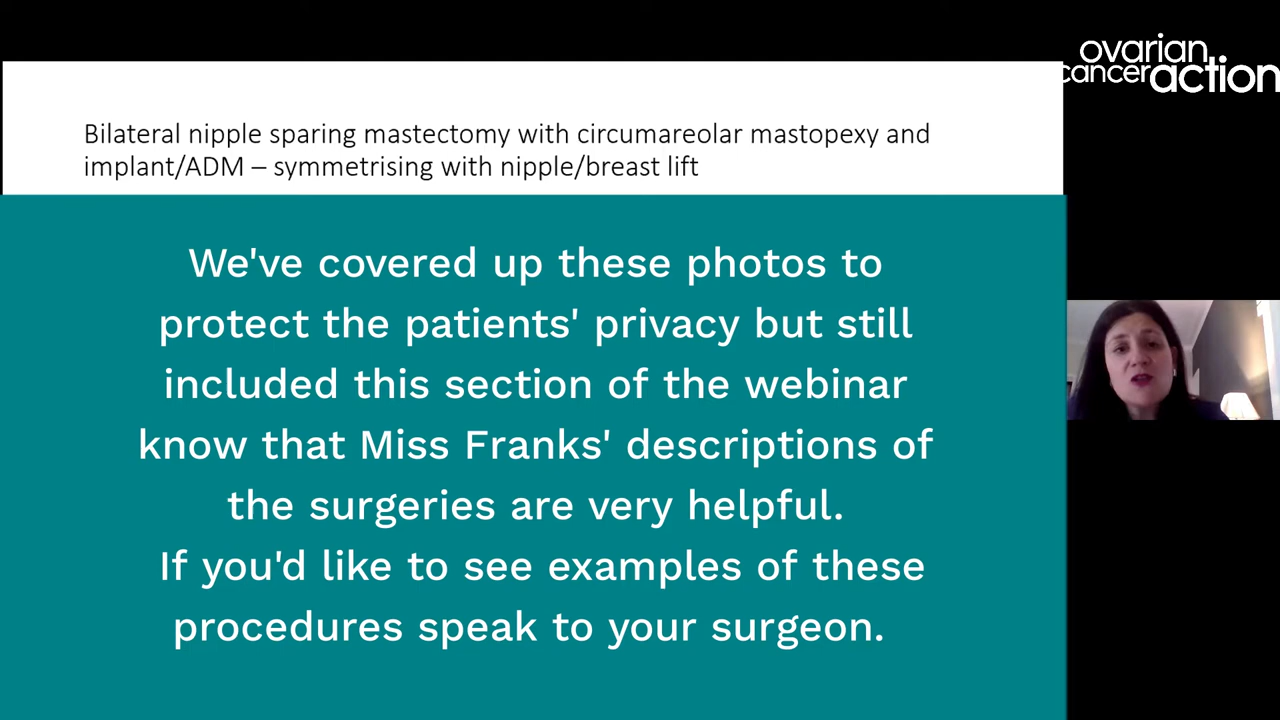 ovarian
cancer action
Bilateral nipple sparing mastectomy with circumareolar mastopexy and
implant/ADM – symmetrising with nipple/breast lift
We've covered up these photos to
protect the patients' privacy but still
included this section of the webinar
know that Miss Franks' descriptions of
the surgeries are very helpful.
If you'd like to see examples of these
procedures speak to your surgeon.